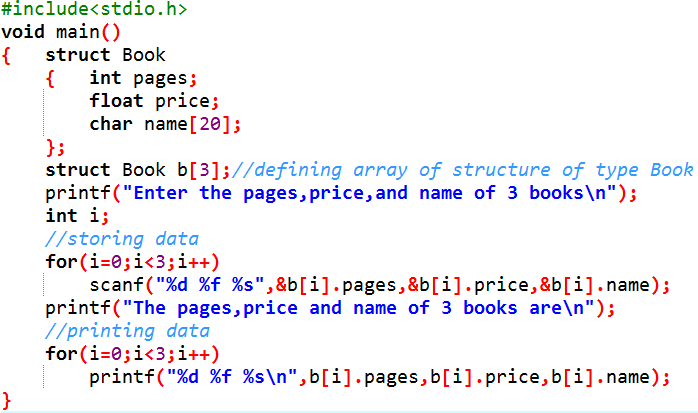 #include<stdio.h>
void main()
{   struct Book
    {   int pages;
        float price;
        char name[20];
    };
    struct Book b[3];//defining array of structure of type Book
    printf("Enter the pages,price,and name of 3 books\n");
    int i;
    //storing data
    for(i=0;i<3;i++)
        scanf("%d %f %s",&b[i].pages,&b[i].price,&b[i].name);
    printf("The pages,price and name of 3 books are\n");
    //printing data
    for(i=0;i<3;i++)
        printf("%d %f %s\n",b[i].pages,b[i].price,b[i].name);
}